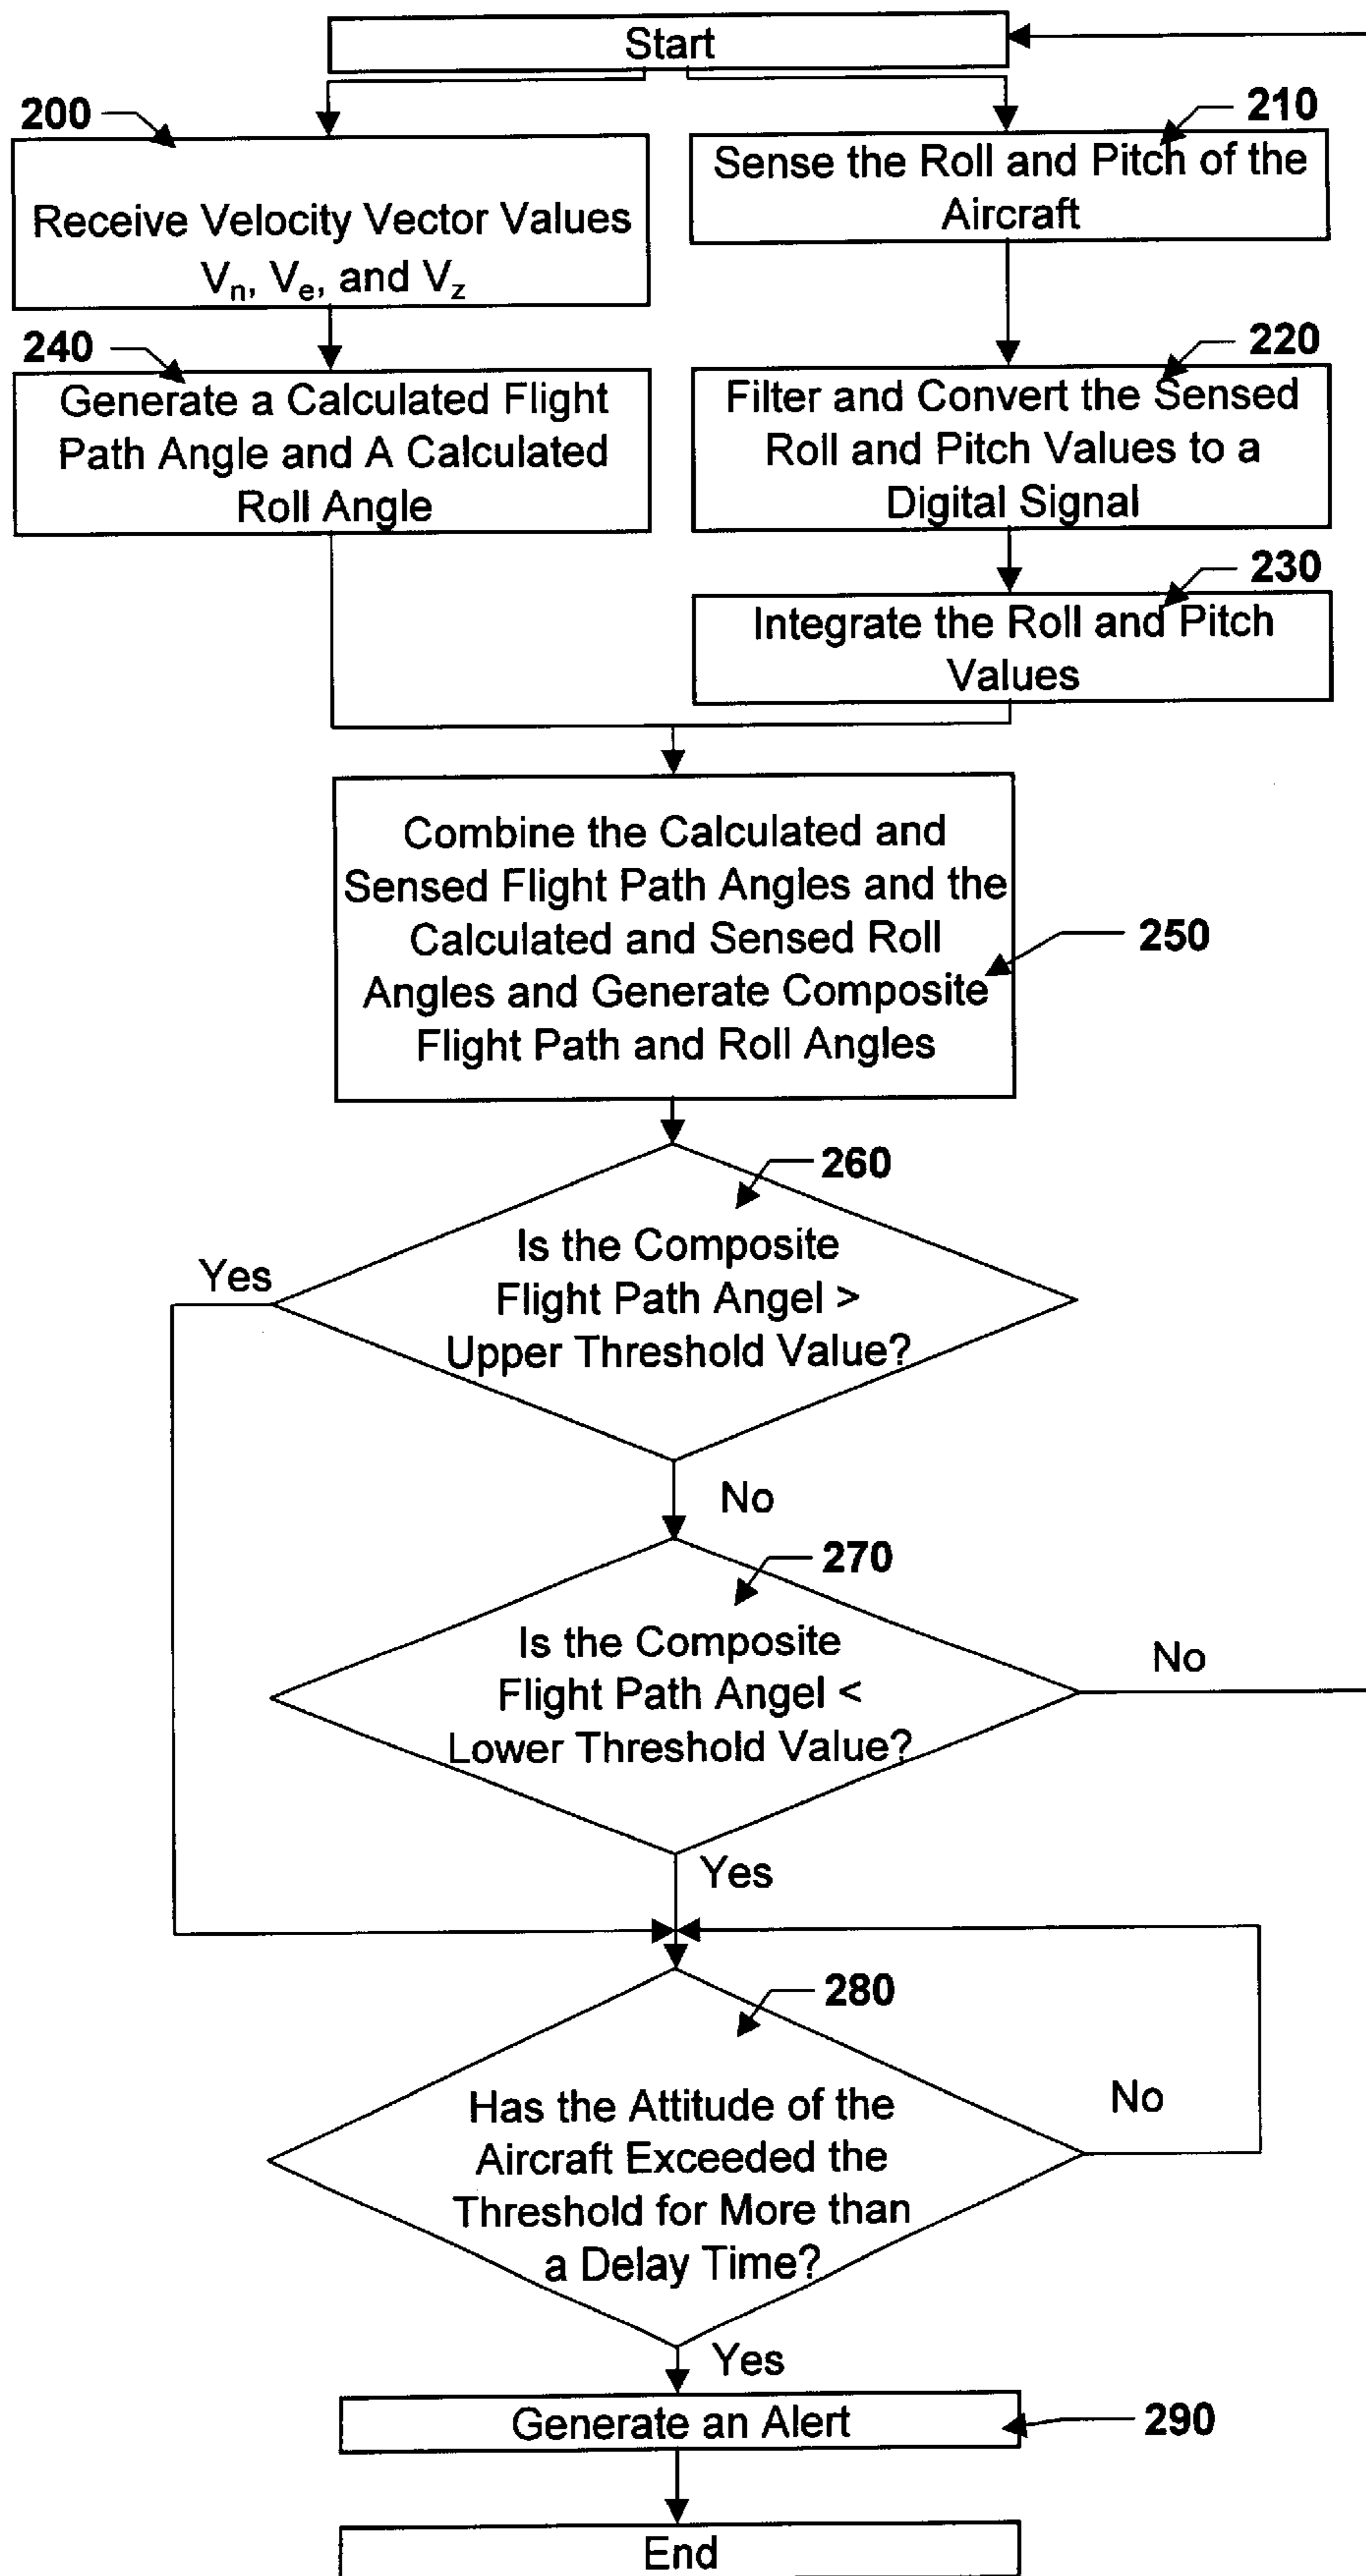 Start
200
Receive Velocity Vector Values
Vn, Ve, and Vz
210
Sense the Roll and Pitch of the
Aircraft
240
Generate a Calculated Flight
Path Angle and A Calculated
Roll Angle
220
Filter and Convert the Sensed
Roll and Pitch Values to a
Digital Signal
230
Integrate the Roll and Pitch
Values
Combine the Calculated and
Sensed Flight Path Angles and the
Calculated and Sensed Roll
Angles and Generate Composite
Flight Path and Roll Angles
250
260
Is the Composite
Flight Path Angel >
Upper Threshold Value?
Yes
No
270
Is the Composite
Flight Path Angel <
Lower Threshold Value?
No
Yes
280
Has the Attitude of the
Aircraft Exceeded the
Threshold for More than
a Delay Time?
No
Yes
Generate an Alert
290
End